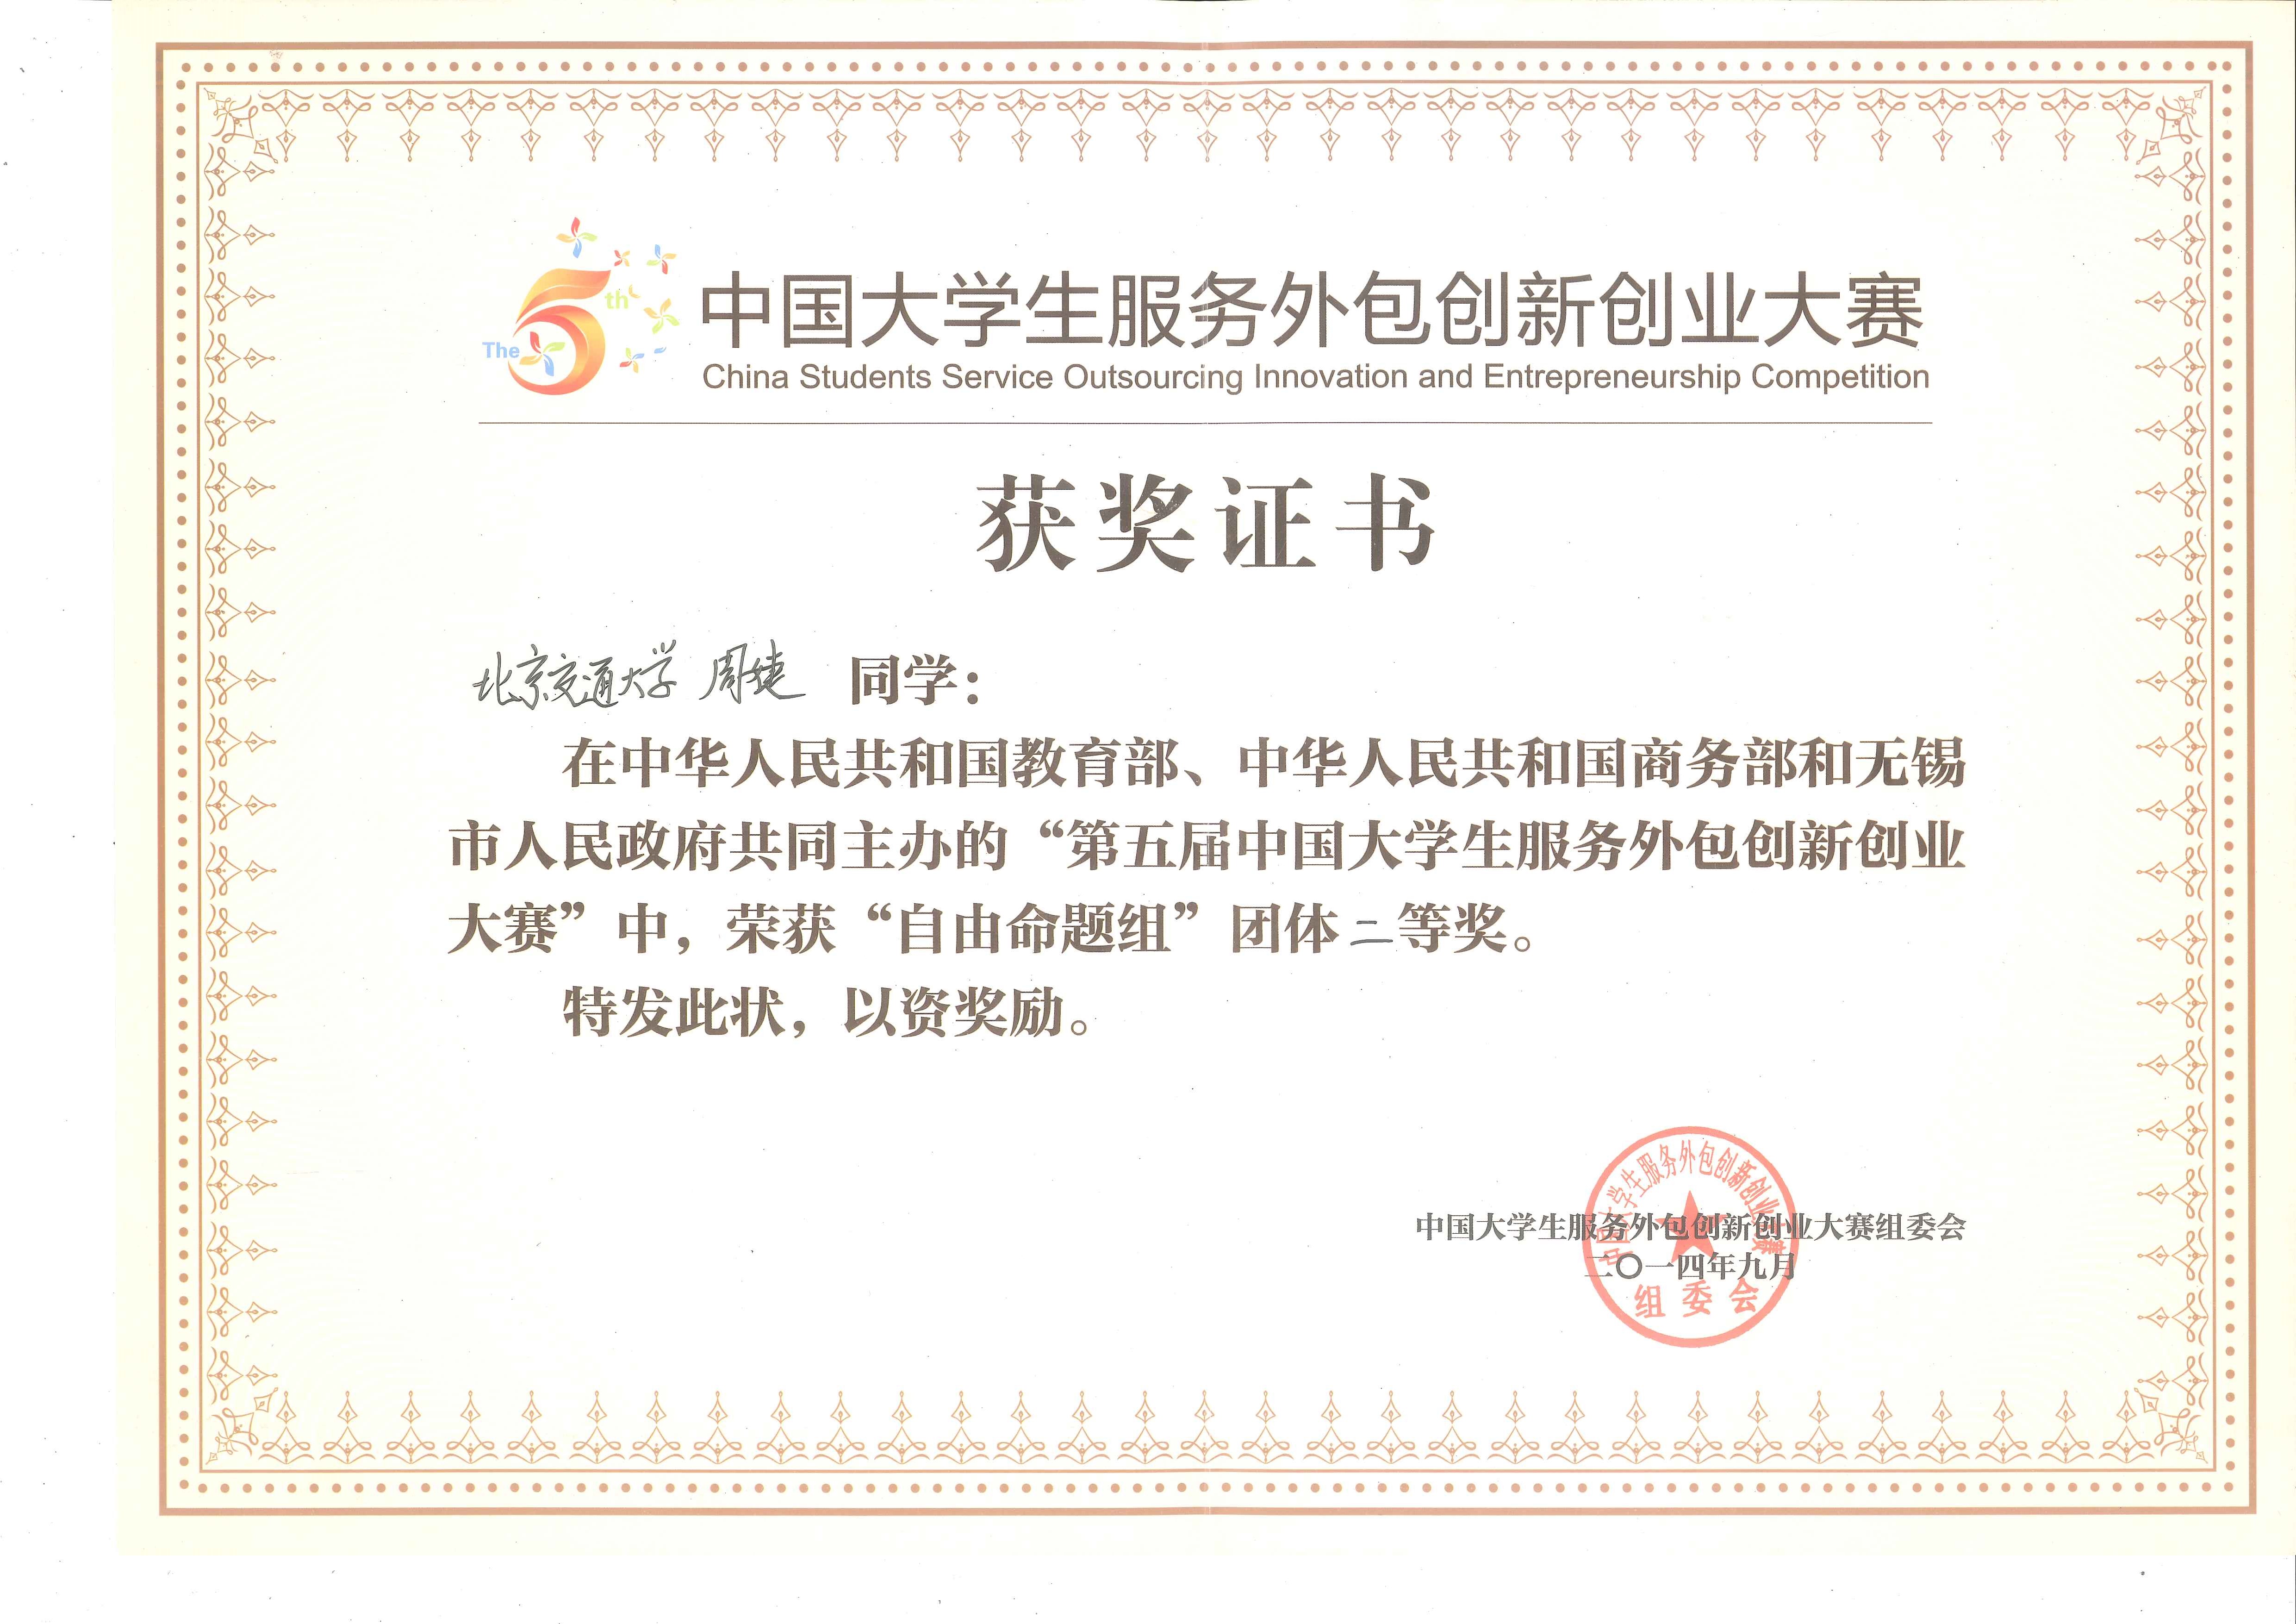 The 5th
中国大学生服务外包创新创业大赛
China Students Service Outsourcing Innovation and Entrepreneurship Competition
获奖证书
北京交通大学 周婕 同学：
在中华人民共和国教育部、中华人民共和国商务部和无锡
市人民政府共同主办的“第五届中国大学生服务外包创新创业
大赛”中，荣获“自由命题组”团体二等奖。
特发此状，以资奖励。
中国大学生服务外包创新创业大赛组委会
二〇一四年九月
中国大学生服务外包创新创业大赛
组委会